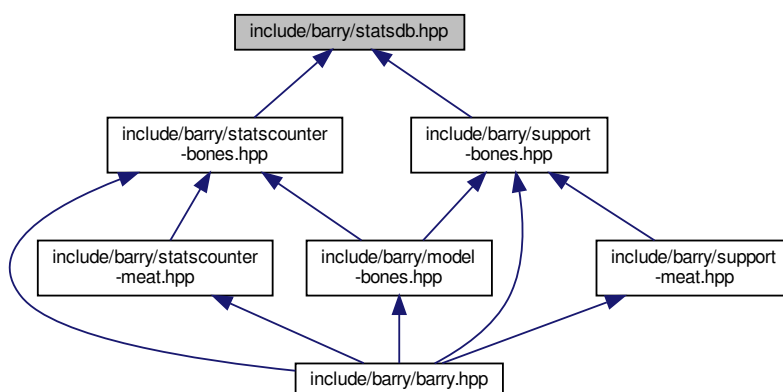 include/barry/statsdb.hpp
include/barry/statscounter
-bones.hpp
include/barry/support
-bones.hpp
include/barry/statscounter
-meat.hpp
include/barry/model
-bones.hpp
include/barry/support
-meat.hpp
include/barry/barry.hpp